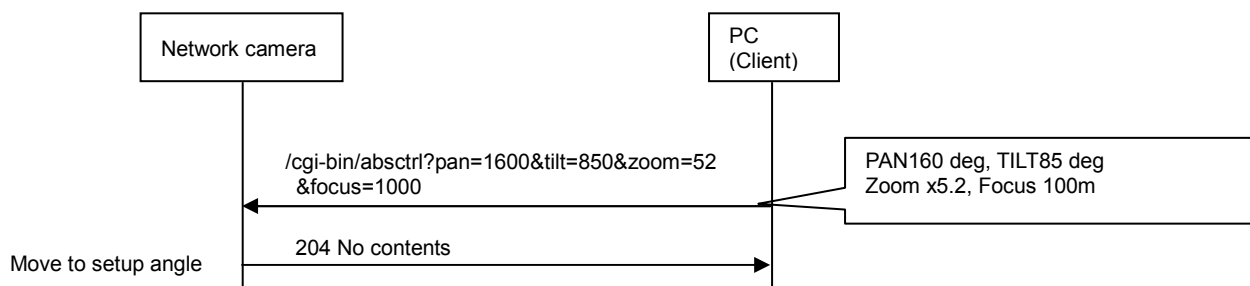 Network camera
PC
(Client)
/cgi-bin/absctrl?pan=1600&tilt=850&zoom=52
&focus=1000
PAN160 deg, TILT85 deg
Zoom x5.2, Focus 100m
204 No contents
Move to setup angle